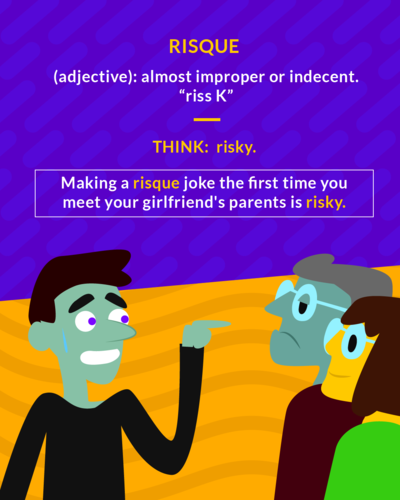 RISQUE
(adjective): almost improper or indecent.
“riss K”
THINK: risky.
Making a risque joke the first time you
meet your girlfriend's parents is risky.